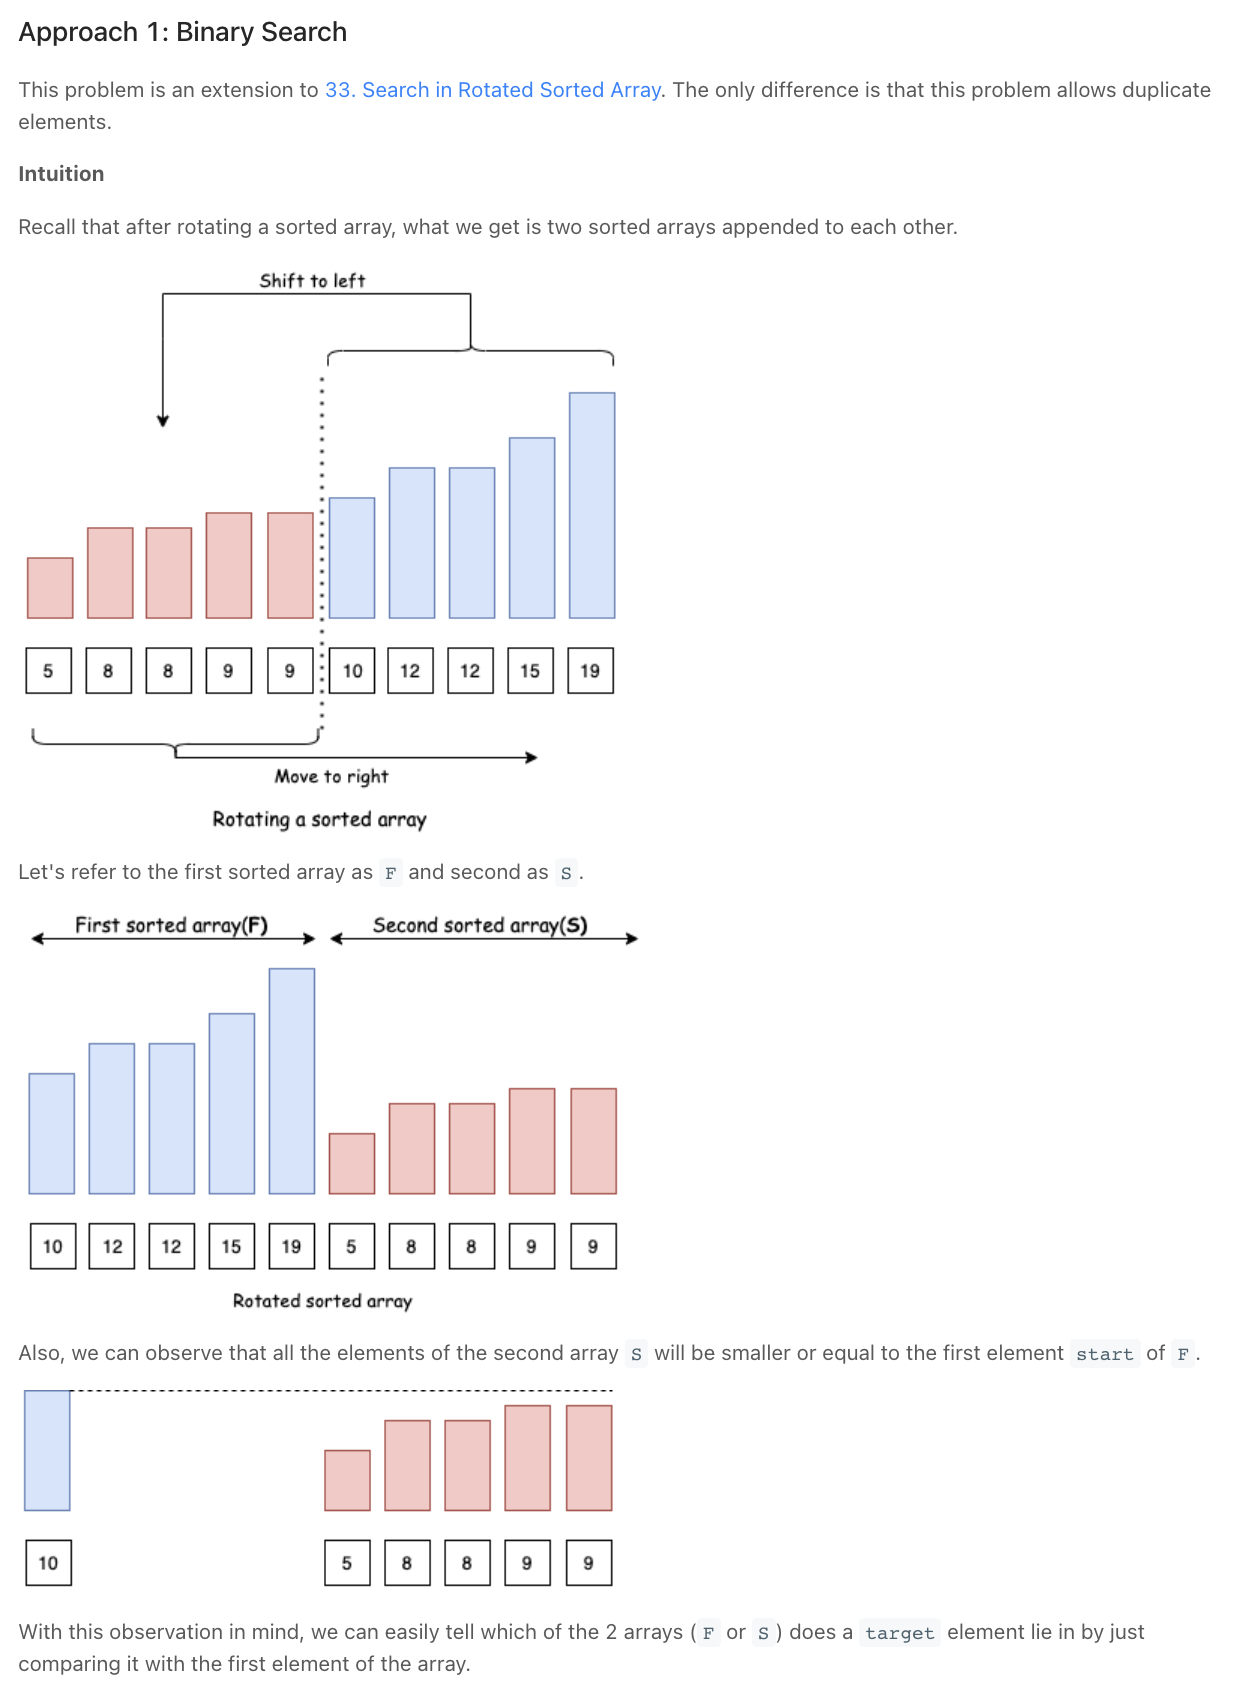 Approach 1: Binary Search
This problem is an extension to 33. Search in Rotated Sorted Array. The only difference is that this problem allows duplicate
elements.
Intuition
Recall that after rotating a sorted array, what we get is two sorted arrays appended to each other.
Shift to left
5 8 8 9 9 10 12 12 15 19
Move to right
Rotating a sorted array
Let's refer to the first sorted array as F and second as S.
First sorted array(F) Second sorted array(S)
10 12 12 15 19 5 8 8 9 9
Rotated sorted array
Also, we can observe that all the elements of the second array S will be smaller or equal to the first element start of F.
10 5 8 8 9 9
With this observation in mind, we can easily tell which of the 2 arrays (F or S) does a target element lie in by just
comparing it with the first element of the array.